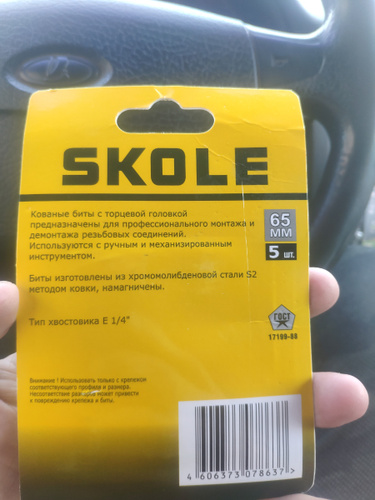 SKOLE
Кованые биты с торцевой головкой
предназначены для профессионального монтажа и
демонтажа резьбовых соединений.
Используются с ручным и механизированным
инструментом.
65
ММ
5 шт.
Биты изготовлены из хромомолибденовой стали S2
методом ковки, намагничены.
Тип хвостовика E 1/4"
ГОСТ
17199-88
Внимание ! Использовать только с крепежом
соответствующего профиля и размера.
Несоответствие размера может привести
к повреждению крепежа и биты.
4 606373 078637 >